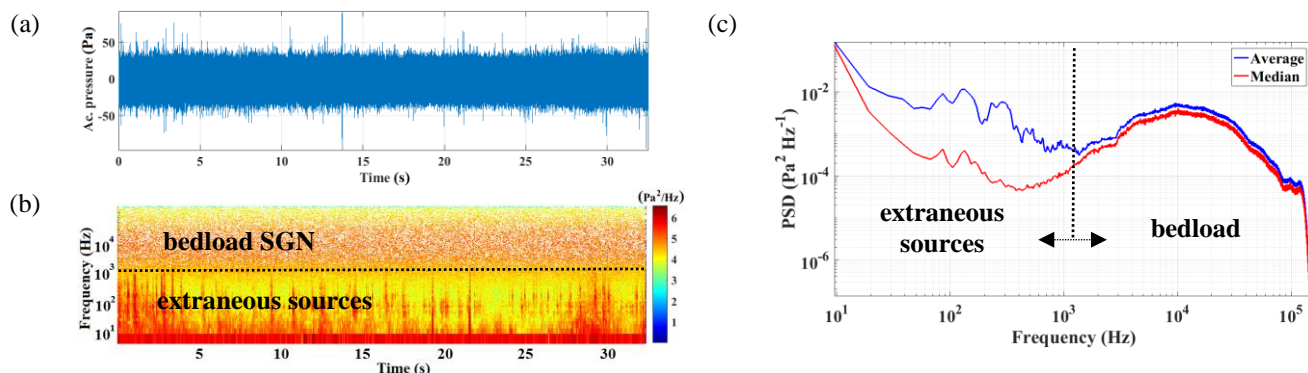 (a)
Ac. pressure (Pa)
50
0
-50
0 5 10 15 20 25 30
Time (s)
(b)
(Pa²/Hz)
Frequency (Hz)
10⁴
10³
10²
10¹
bedload SGN
extraneous sources
6
5
4
3
2
1
5 10 15 20 25 30
Time (s)
(c)
Average
Median
PSD (Pa² Hz⁻¹)
10⁻²
10⁻⁴
10⁻⁶
extraneous
sources
bedload
10¹ 10² 10³ 10⁴ 10⁵
Frequency (Hz)